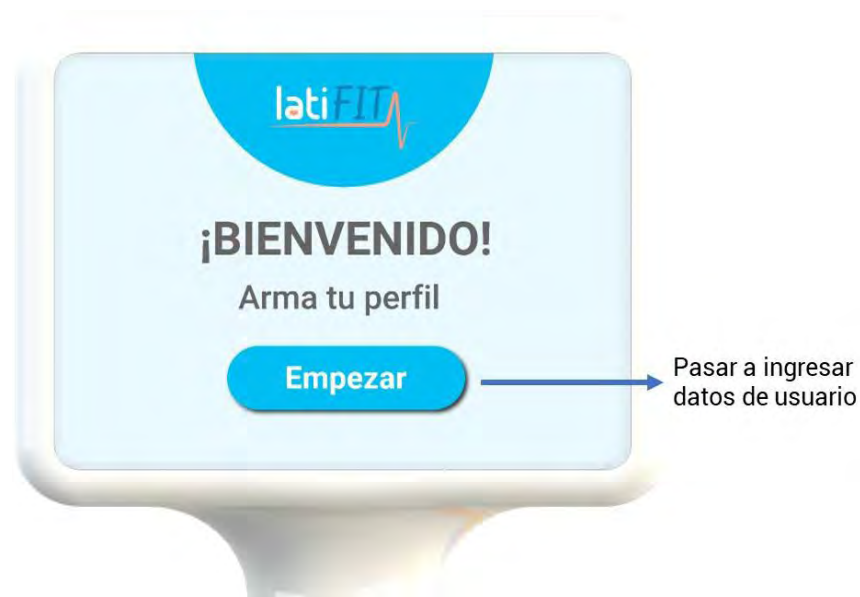 latiFIT
¡BIENVENIDO!
Arma tu perfil
Empezar
Pasar a ingresar
datos de usuario